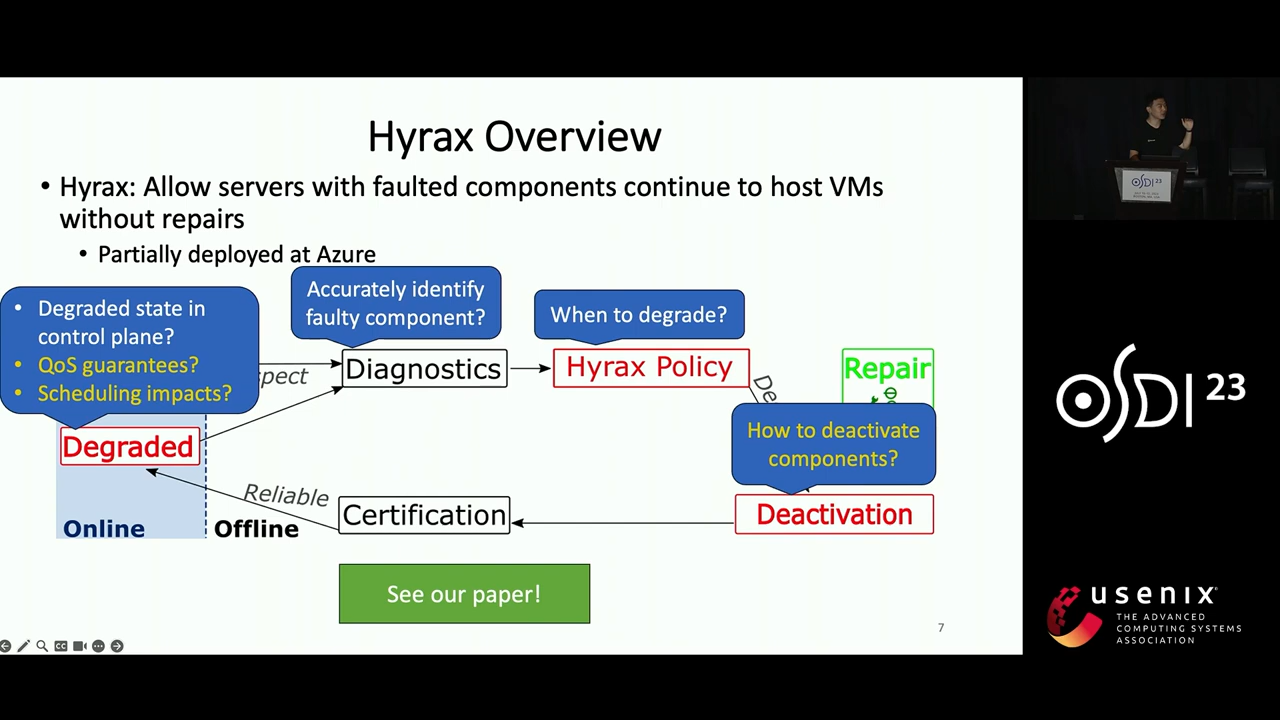 Hyrax Overview
• Hyrax: Allow servers with faulted components continue to host VMs
without repairs
• Partially deployed at Azure
• Degraded state in
control plane?
• QoS guarantees?
• Scheduling impacts?
Accurately identify
faulty component?
When to degrade?
Diagnostics
Hyrax Policy
Repair
How to deactivate
components?
Degraded
Reliable
Certification
Deactivation
Online
Offline
See our paper!
7
OSDI 23
OSDI 23
usenix
THE ADVANCED
COMPUTING SYSTEMS
ASSOCIATION